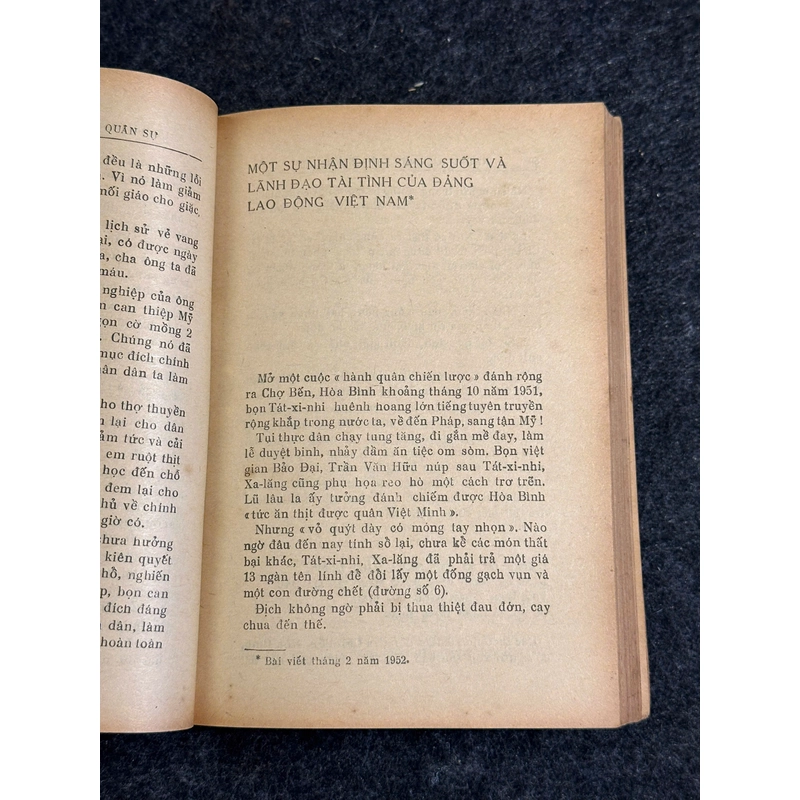 QUÂN SỰ
đều là những lối
. Vì nó làm giảm
nối giáo cho giặc,
lịch sử vẻ vang
ại, có được ngày
a, cha ông ta đã
máu.
nghiệp của ông
n can thiệp Mỹ
ọn cờ mồng 2
. Chúng nó đã
mục đích chính
ân dân ta làm
ho thợ thuyền
n lại cho dân
ảm tức và cải
em ruột thịt
học đến chỗ
đem lại cho
hủ về chính
giờ có.
chưa hưởng
kiên quyết
hồ, nghiến
p, bọn can
đích đáng
dân, làm
hoàn toàn
MỘT SỰ NHẬN ĐỊNH SÁNG SUỐT VÀ
LÃNH ĐẠO TÀI TÌNH CỦA ĐẢNG
LAO ĐỘNG VIỆT NAM*
Mở một cuộc « hành quân chiến lược » đánh rộng
ra Chợ Bến, Hòa Bình khoảng tháng 10 năm 1951,
bọn Tát-xi-nhi huênh hoang lớn tiếng tuyên truyền
rộng khắp trong nước ta, về đến Pháp, sang tận Mỹ !
Tụi thực dân chạy tung tăng, đi gắn mề đay, làm
lễ duyệt binh, nhảy đầm ăn tiệc om sòm. Bọn việt
gian Bảo Đại, Trần Văn Hữu núp sau Tát-xi-nhi,
Xa-lăng cũng phụ họa reo hò một cách trơ trẽn.
Lũ lâu la ấy tưởng đánh chiếm được Hòa Bình
« tức ăn thịt được quân Việt Minh ».
Nhưng « vỏ quýt dày có móng tay nhọn ». Nào
ngờ đâu đến nay tính sổ lại, chưa kể các món thất
bại khác, Tát-xi-nhi, Xa-lăng đã phải trả một giá
13 ngàn tên lính để đổi lấy một đống gạch vụn và
một con đường chết (đường số 6).
Địch không ngờ phải bị thua thiệt đau đớn, cay
chua đến thế.
* Bài viết tháng 2 năm 1952.